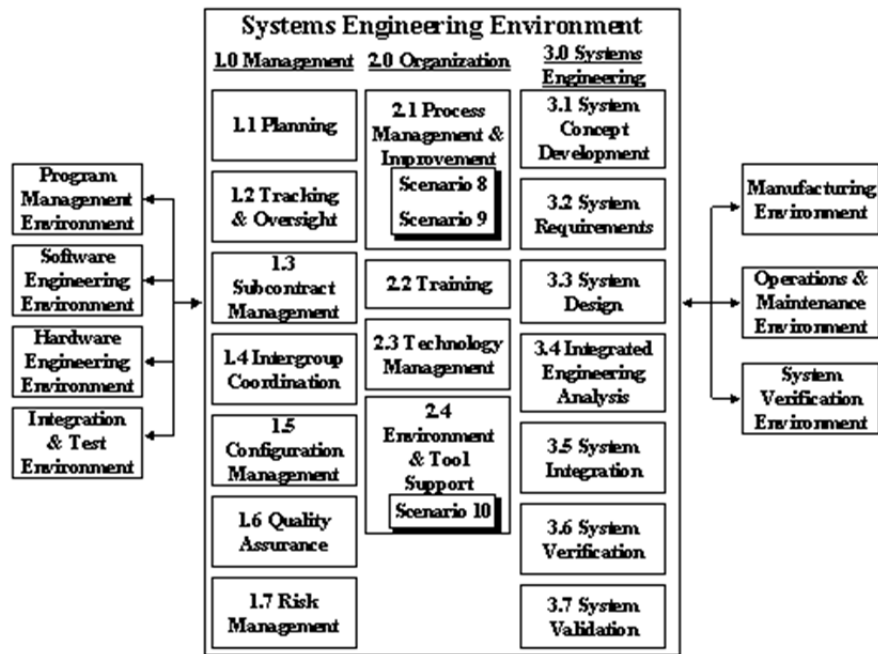 Systems Engineering Environment
1.0 Management
2.0 Organization
3.0 Systems
Engineering
1.1 Planning
1.2 Tracking
& Oversight
1.3
Subcontract
Management
1.4 Intergroup
Coordination
1.5
Configuration
Management
1.6 Quality
Assurance
1.7 Risk
Management
2.1 Process
Management &
Improvement
Scenario 8
Scenario 9
2.2 Training
2.3 Technology
Management
2.4
Environment
& Tool
Support
Scenario 10
3.1 System
Concept
Development
3.2 System
Requirements
3.3 System
Design
3.4 Integrated
Engineering
Analysis
3.5 System
Integration
3.6 System
Verification
3.7 System
Validation
Program
Management
Environment
Software
Engineering
Environment
Hardware
Engineering
Environment
Integration
& Test
Environment
Manufacturing
Environment
Operations &
Maintenance
Environment
System
Verification
Environment